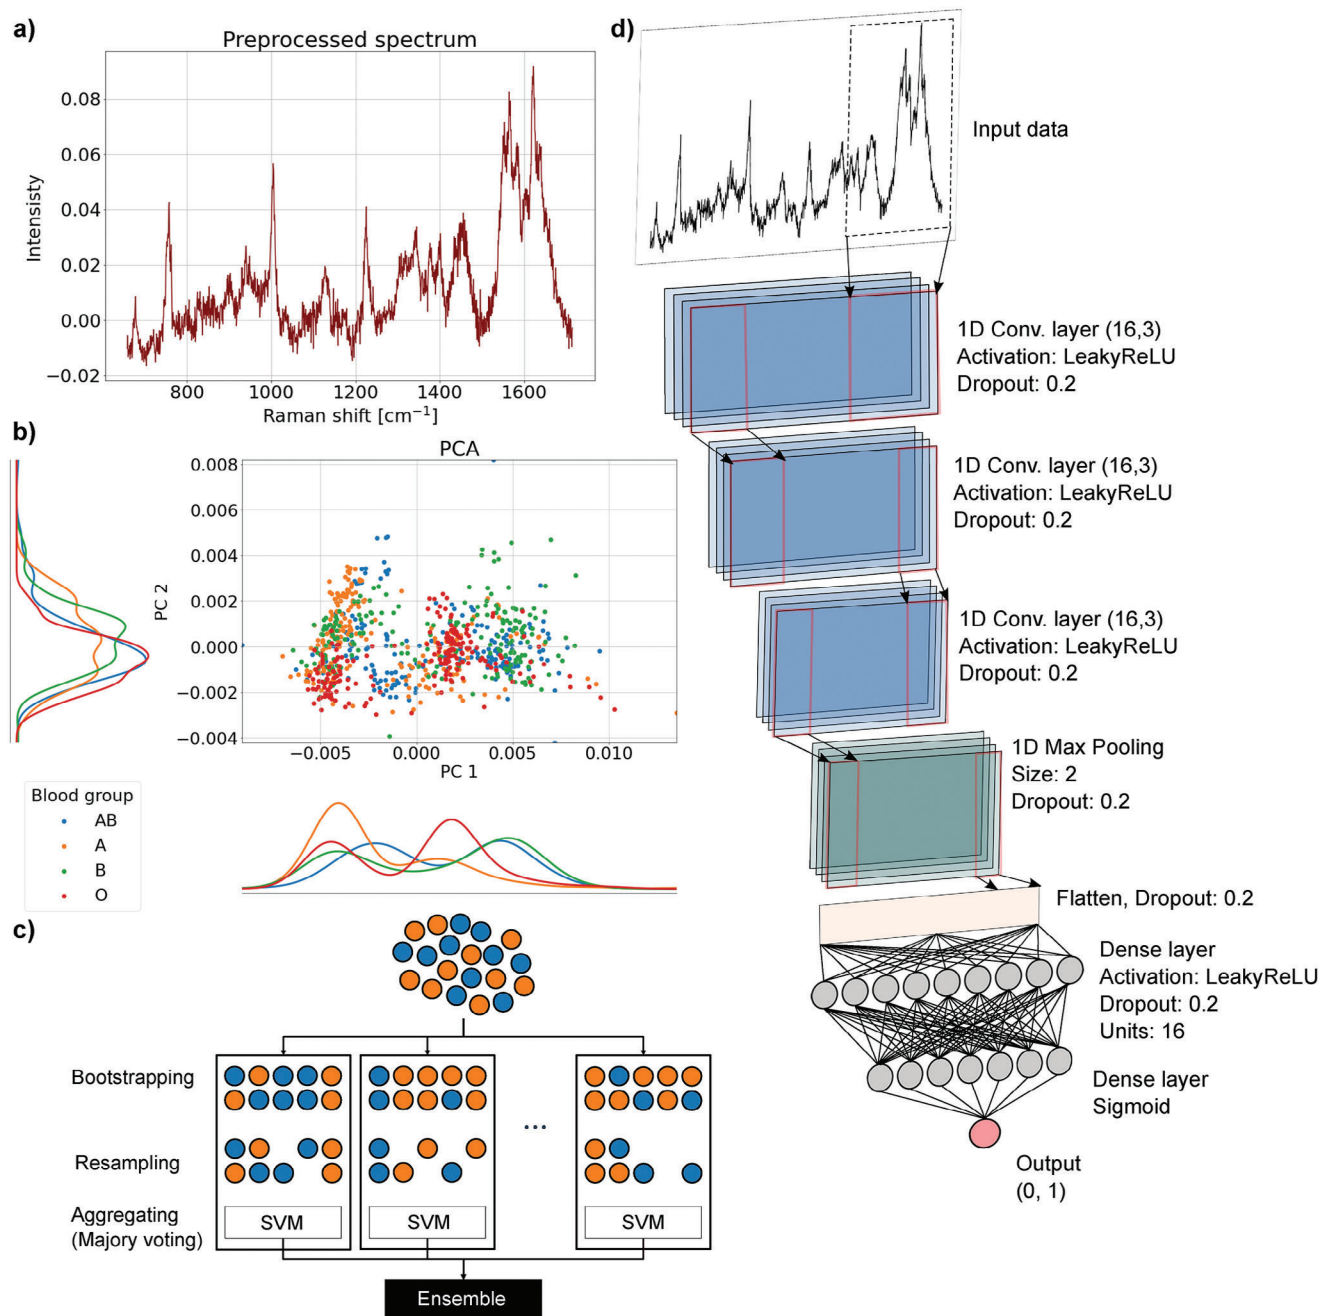 a)
Preprocessed spectrum
Intensisty
0.08
0.06
0.04
0.02
0.00
−0.02
800
1000
1200
1400
1600
Raman shift [cm⁻¹]
b)
PCA
PC 2
0.008
0.006
0.004
0.002
0.000
−0.002
−0.004
−0.005
0.000
0.005
0.010
PC 1
Blood group
AB
A
B
O
c)
Bootstrapping
...
Resampling
Aggregating
(Majory voting)
SVM
SVM
SVM
Ensemble
d)
Input data
1D Conv. layer (16,3)
Activation: LeakyReLU
Dropout: 0.2
1D Conv. layer (16,3)
Activation: LeakyReLU
Dropout: 0.2
1D Conv. layer (16,3)
Activation: LeakyReLU
Dropout: 0.2
1D Max Pooling
Size: 2
Dropout: 0.2
Flatten, Dropout: 0.2
Dense layer
Activation: LeakyReLU
Dropout: 0.2
Units: 16
Dense layer
Sigmoid
Output
(0, 1)